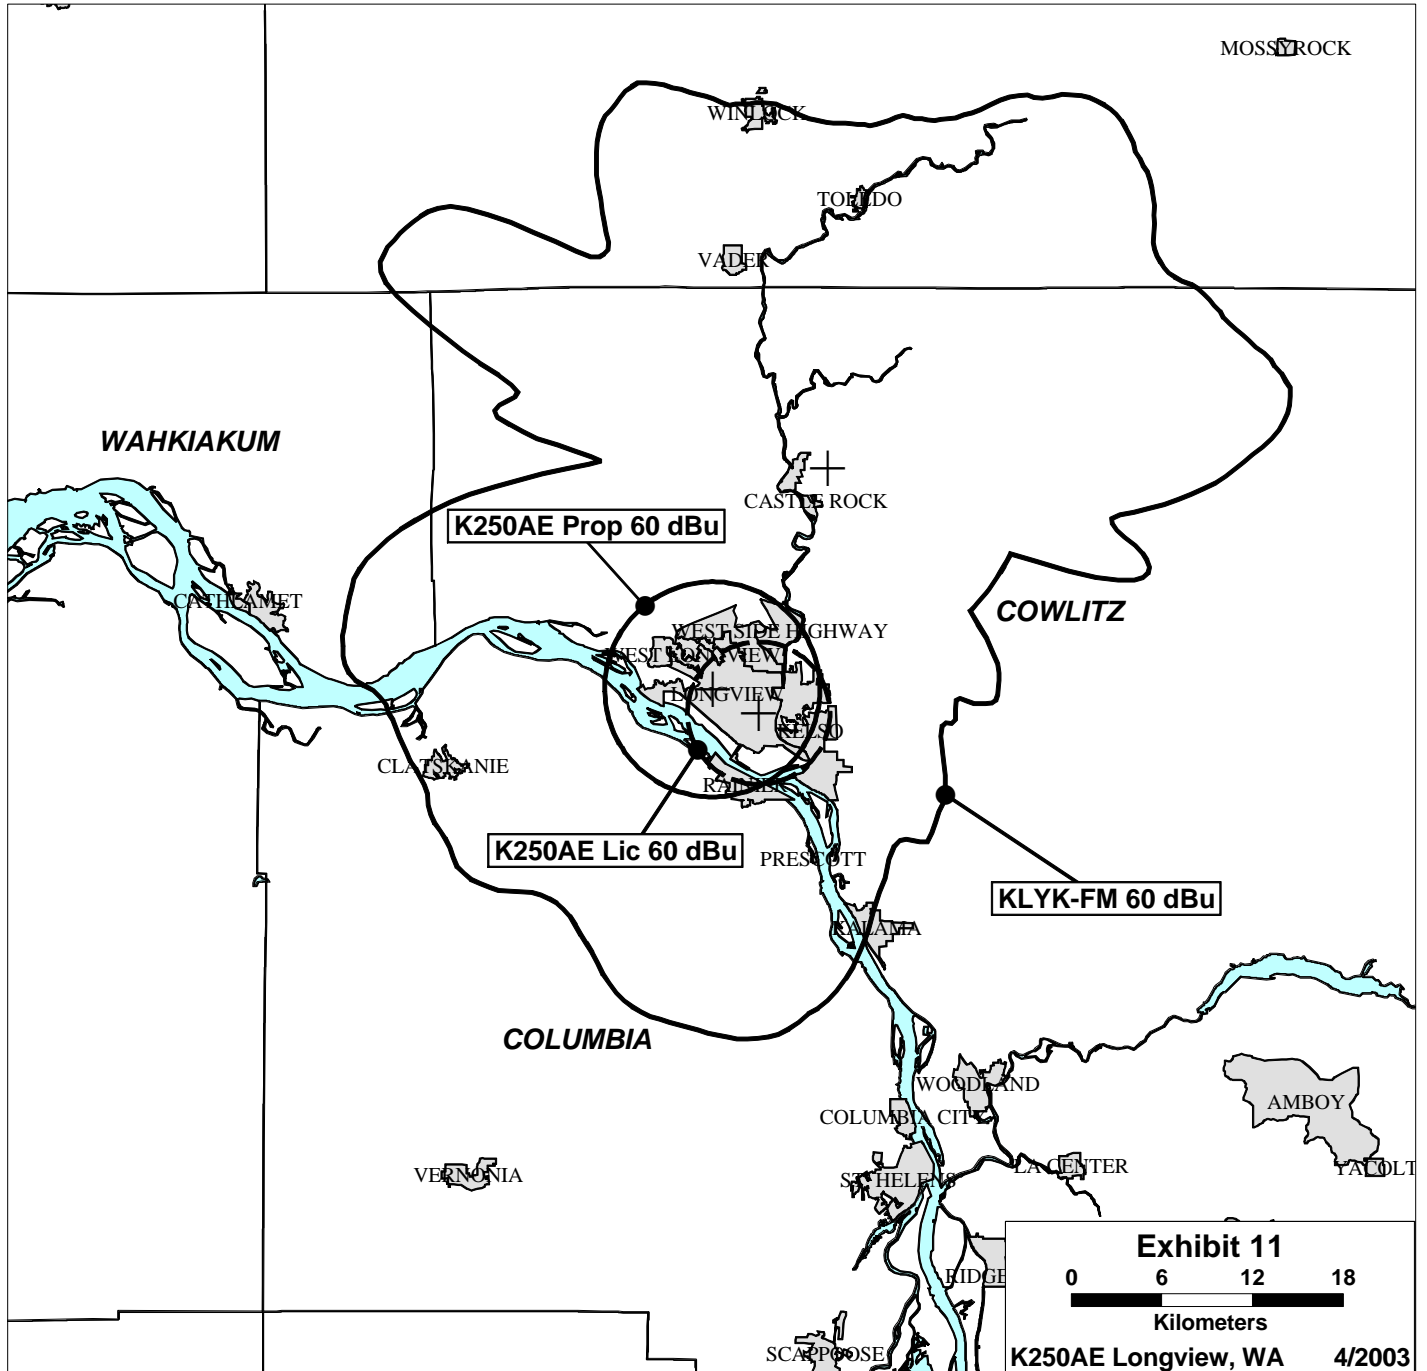 MOSSYROCK
WINLOCK
TOLEDO
VADER
WAHKIAKUM
CASTLE ROCK
K250AE Prop 60 dBu
CATHLAMET
COWLITZ
WEST SIDE HIGHWAY
WEST LONGVIEW
LONGVIEW
KELSO
CLATSKANIE
RAINIER
K250AE Lic 60 dBu
PRESCOTT
KLYK-FM 60 dBu
KALAMA
COLUMBIA
WOODLAND
AMBOY
COLUMBIA CITY
VERNONIA
ST. HELENS
LA CENTER
YACOLT
Exhibit 11
RIDGE
0 6 12 18
Kilometers
SCAPPOOSE
K250AE Longview, WA 4/2003